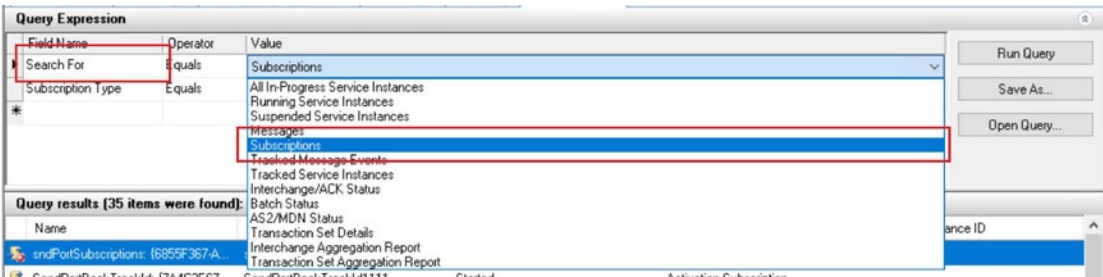 Query Expression
Field Name Operator Value
Search For Equals Subscriptions
Run Query
Subscription Type Equals
All In-Progress Service Instances
Running Service Instances
Save As...
Suspended Service Instances
Messages
Open Query...
Subscriptions
Tracked Message Events
Tracked Service Instances
Interchange/ACK Status
Query results (35 items were found):
Batch Status
AS2/MDN Status
Name
Transaction Set Details
ance ID
Interchange Aggregation Report
sndPortSubscriptions: {6855F367-A...
Transaction Set Aggregation Report
Started Activation Subscription